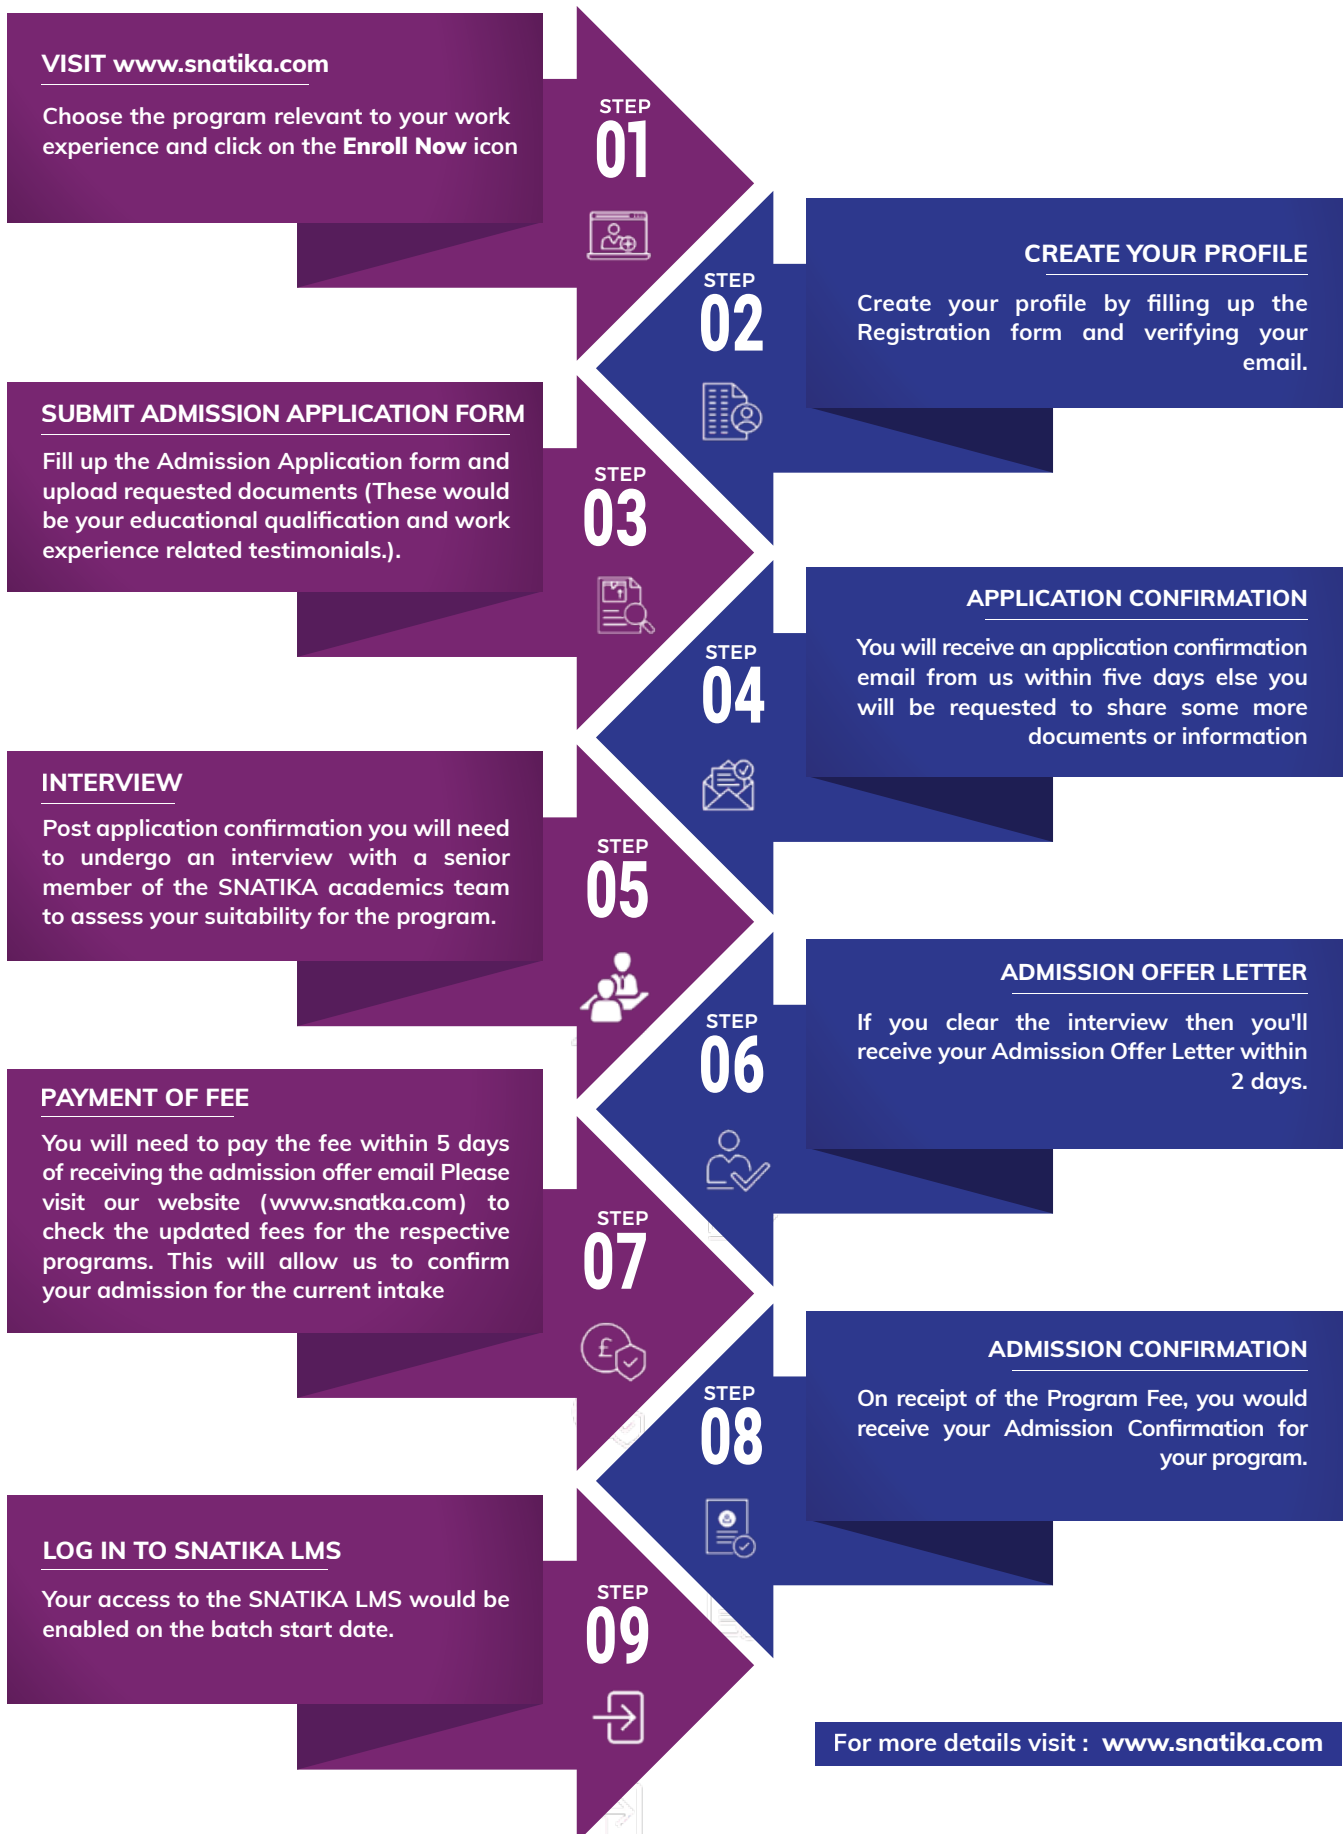 VISIT www.snatika.com
Choose the program relevant to your work
experience and click on the Enroll Now icon
STEP
01
CREATE YOUR PROFILE
Create your profile by filling up the
Registration form and verifying your
email.
STEP
02
SUBMIT ADMISSION APPLICATION FORM
Fill up the Admission Application form and
upload requested documents (These would
be your educational qualification and work
experience related testimonials.).
STEP
03
APPLICATION CONFIRMATION
You will receive an application confirmation
email from us within five days else you
will be requested to share some more
documents or information
STEP
04
INTERVIEW
Post application confirmation you will need
to undergo an interview with a senior
member of the SNATIKA academics team
to assess your suitability for the program.
STEP
05
ADMISSION OFFER LETTER
If you clear the interview then you'll
receive your Admission Offer Letter within
2 days.
STEP
06
PAYMENT OF FEE
You will need to pay the fee within 5 days
of receiving the admission offer email Please
visit our website (www.snatka.com) to
check the updated fees for the respective
programs. This will allow us to confirm
your admission for the current intake
STEP
07
£
ADMISSION CONFIRMATION
On receipt of the Program Fee, you would
receive your Admission Confirmation for
your program.
STEP
08
LOG IN TO SNATIKA LMS
Your access to the SNATIKA LMS would be
enabled on the batch start date.
STEP
09
For more details visit : www.snatika.com